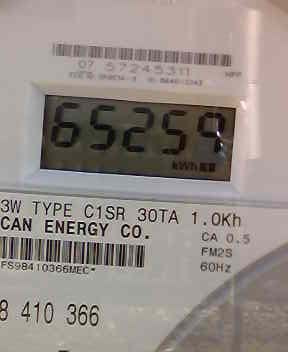 07 57245311
65259
kWh
3W TYPE C1SR 30TA 1.0Kh
CAN ENERGY CO.
CA 0.5
FM2S
60Hz
FS98410366MEC*
8 410 366